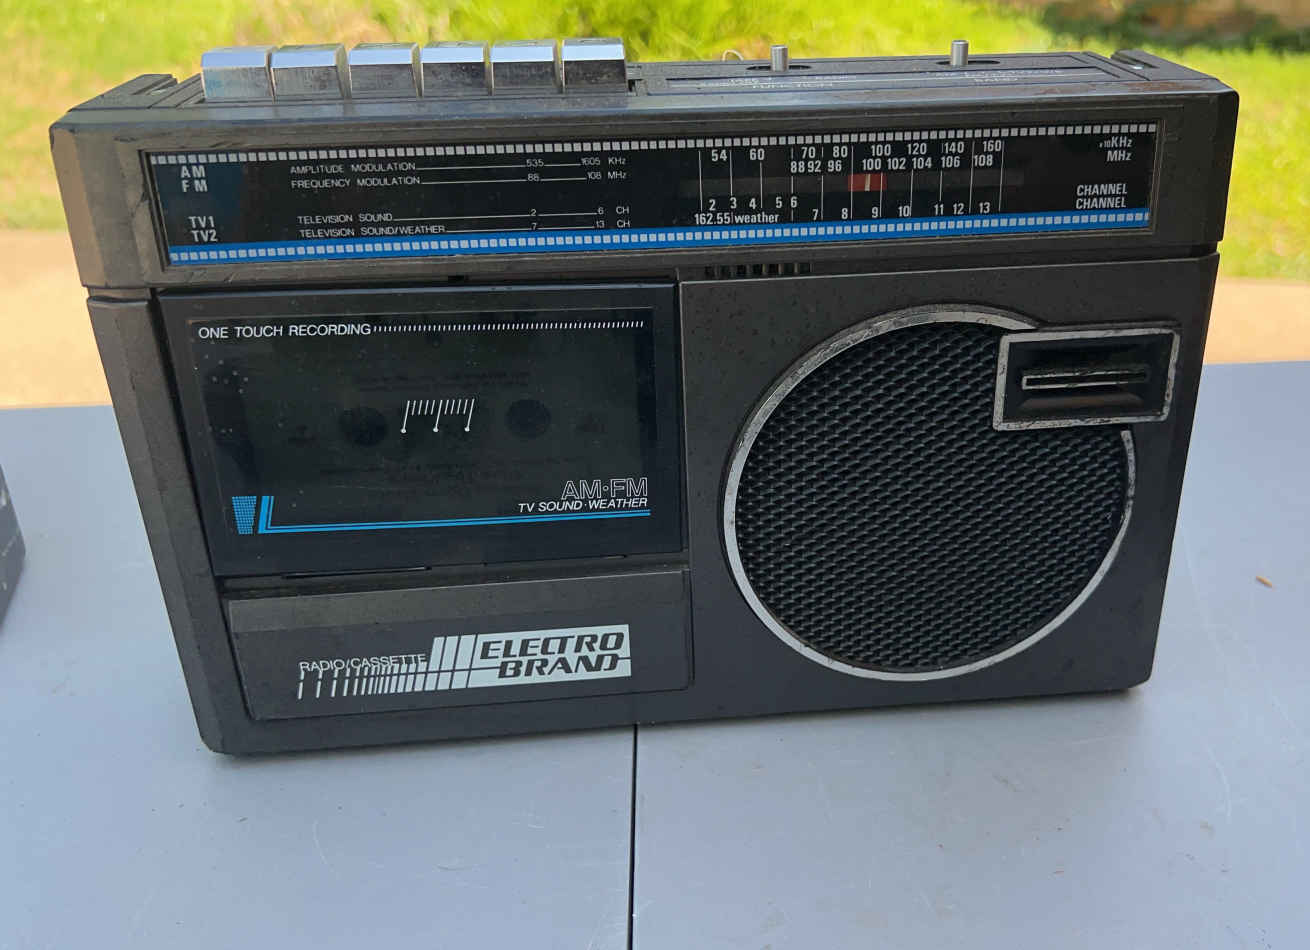 FUNCTION
BAND
AM
FM
TV1
TV2
AMPLITUDE MODULATION 535 1605 KHz
FREQUENCY MODULATION 88 108 MHz
TELEVISION SOUND 2 6 CH
TELEVISION SOUND/WEATHER 7 13 CH
54 60 70 80 100 120 140 160 x10KHz
88 92 96 100 102 104 106 108 MHz
2 3 4 5 6 CHANNEL
162.55 weather 7 8 9 10 11 12 13 CHANNEL
ONE TOUCH RECORDING
AM·FM
TV SOUND·WEATHER
RADIO/CASSETTE
ELECTRO
BRAND